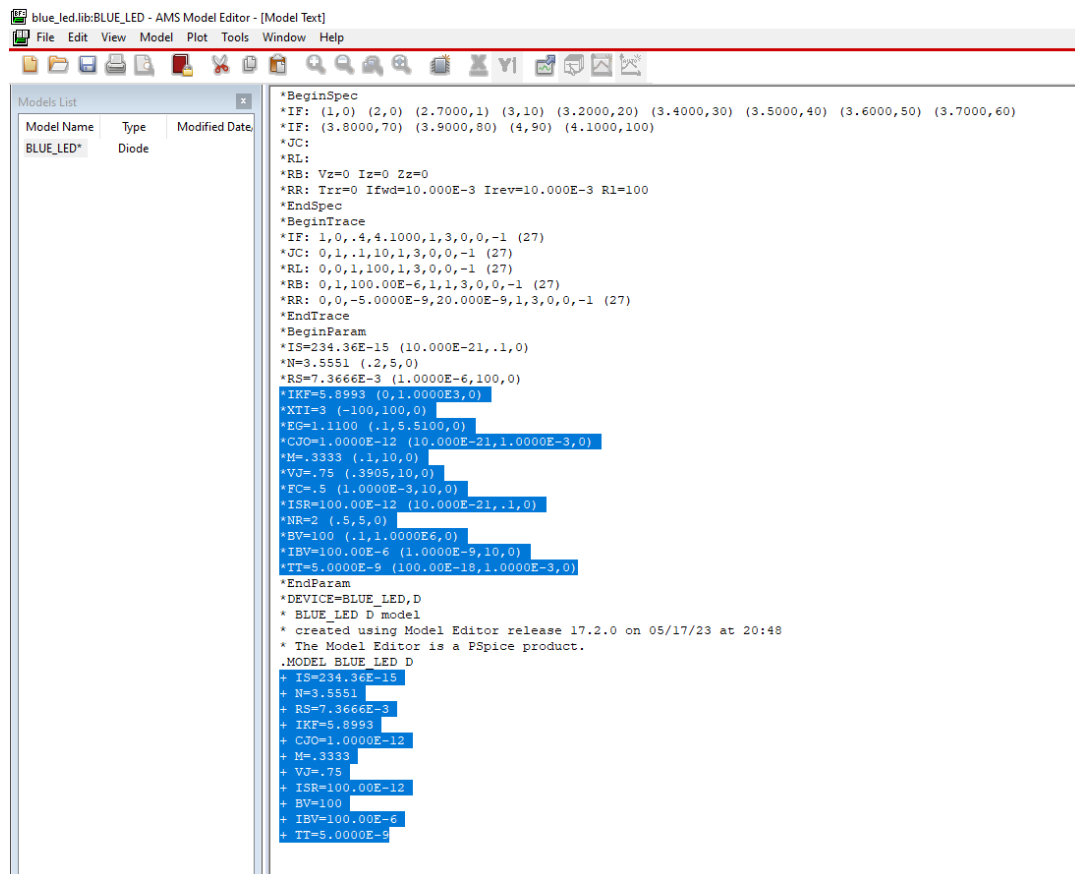 blue_led.lib:BLUE_LED - AMS Model Editor - [Model Text]
File Edit View Model Plot Tools Window Help
Models List
Model Name Type Modified Date/
BLUE_LED* Diode
*BeginSpec
*IF: (1,0) (2,0) (2.7000,1) (3,10) (3.2000,20) (3.4000,30) (3.5000,40) (3.6000,50) (3.7000,60)
*IF: (3.8000,70) (3.9000,80) (4,90) (4.1000,100)
*JC:
*RL:
*RB: Vz=0 Iz=0 Zz=0
*RR: Trr=0 Ifwd=10.000E-3 Irev=10.000E-3 Rl=100
*EndSpec
*BeginTrace
*IF: 1,0,.4,4.1000,1,3,0,0,-1 (27)
*JC: 0,1,.1,10,1,3,0,0,-1 (27)
*RL: 0,0,1,100,1,3,0,0,-1 (27)
*RB: 0,1,100.00E-6,1,1,3,0,0,-1 (27)
*RR: 0,0,-5.0000E-9,20.000E-9,1,3,0,0,-1 (27)
*EndTrace
*BeginParam
*IS=234.36E-15 (10.000E-21,.1,0)
*N=3.5551 (.2,5,0)
*RS=7.3666E-3 (1.0000E-6,100,0)
*IKF=5.8993 (0,1.0000E3,0)
*XTI=3 (-100,100,0)
*EG=1.1100 (.1,5.5100,0)
*CJO=1.0000E-12 (10.000E-21,1.0000E-3,0)
*M=.3333 (.1,10,0)
*VJ=.75 (.3905,10,0)
*FC=.5 (1.0000E-3,10,0)
*ISR=100.00E-12 (10.000E-21,.1,0)
*NR=2 (.5,5,0)
*BV=100 (.1,1.0000E6,0)
*IBV=100.00E-6 (1.0000E-9,10,0)
*TT=5.0000E-9 (100.00E-18,1.0000E-3,0)
*EndParam
*DEVICE=BLUE_LED,D
* BLUE_LED D model
* created using Model Editor release 17.2.0 on 05/17/23 at 20:48
* The Model Editor is a PSpice product.
.MODEL BLUE_LED D
+ IS=234.36E-15
+ N=3.5551
+ RS=7.3666E-3
+ IKF=5.8993
+ CJO=1.0000E-12
+ M=.3333
+ VJ=.75
+ ISR=100.00E-12
+ BV=100
+ IBV=100.00E-6
+ TT=5.0000E-9